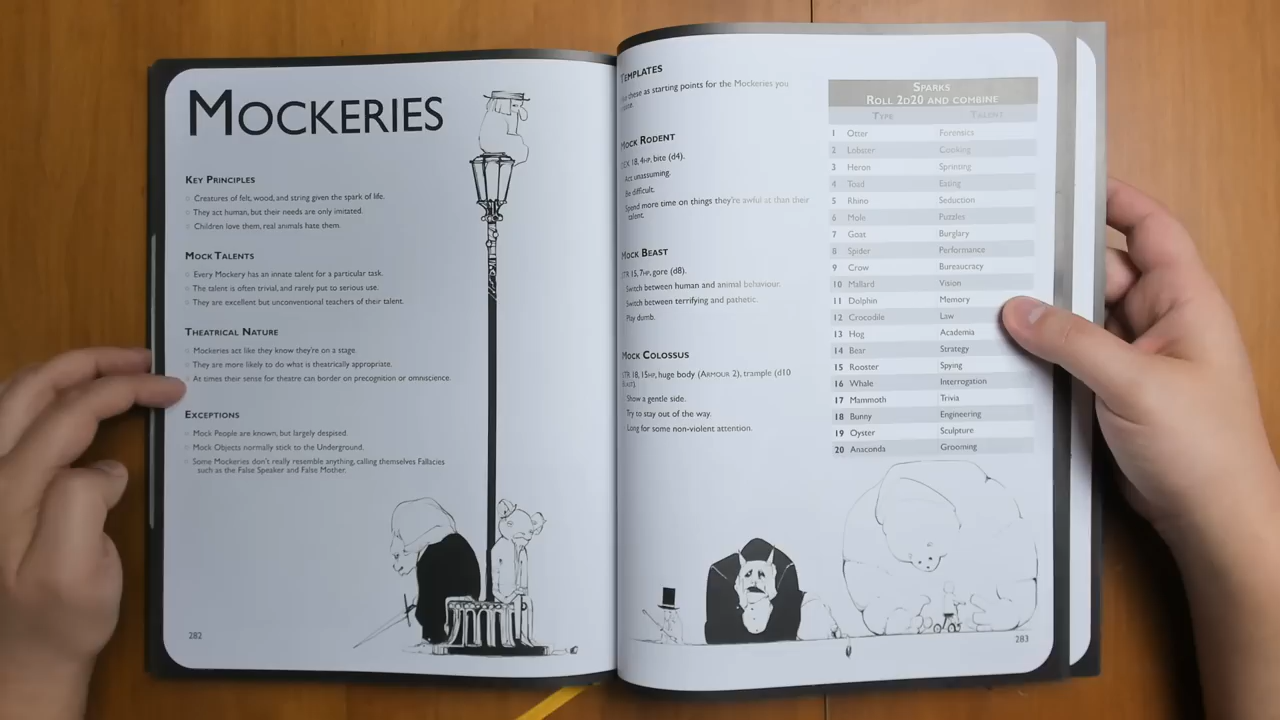 MOCKERIES
KEY PRINCIPLES
Creatures of felt, wood, and string given the spark of life.
They act human, but their needs are only imitated.
Children love them, real animals hate them.
MOCK TALENTS
Every Mockery has an innate talent for a particular task.
The talent is often trivial, and rarely put to serious use.
They are excellent but unconventional teachers of their talent.
THEATRICAL NATURE
Mockeries act like they know they're on a stage.
They are more likely to do what is theatrically appropriate.
At times their sense for theatre can border on precognition or omniscience.
EXCEPTIONS
Mock People are known, but largely despised.
Mock Objects normally stick to the Underground.
Some Mockeries don't really resemble anything, calling themselves Fallacies
such as the False Speaker and False Mother.
282
TEMPLATES
these as starting points for the Mockeries you
MOCK RODENT
DEX 18, 4HP, bite (d4).
Act unassuming.
Be difficult.
Spend more time on things they're awful at than their
talent.
MOCK BEAST
STR 15, 7HP, gore (d8).
Switch between human and animal behaviour.
Switch between terrifying and pathetic.
Play dumb.
MOCK COLOSSUS
STR 18, 15HP, huge body (ARMOUR 2), trample (d10
Blast).
Show a gentle side.
Try to stay out of the way.
Long for some non-violent attention.
SPARKS
ROLL 2D20 AND COMBINE
TYPE TALENT
1 Otter Forensics
2 Lobster Cooking
3 Heron Sprinting
4 Toad Eating
5 Rhino Seduction
6 Mole Puzzles
7 Goat Burglary
8 Spider Performance
9 Crow Bureaucracy
10 Mallard Vision
11 Dolphin Memory
12 Crocodile Law
13 Hog Academia
14 Bear Strategy
15 Rooster Spying
16 Whale Interrogation
17 Mammoth Trivia
18 Bunny Engineering
19 Oyster Sculpture
20 Anaconda Grooming
283